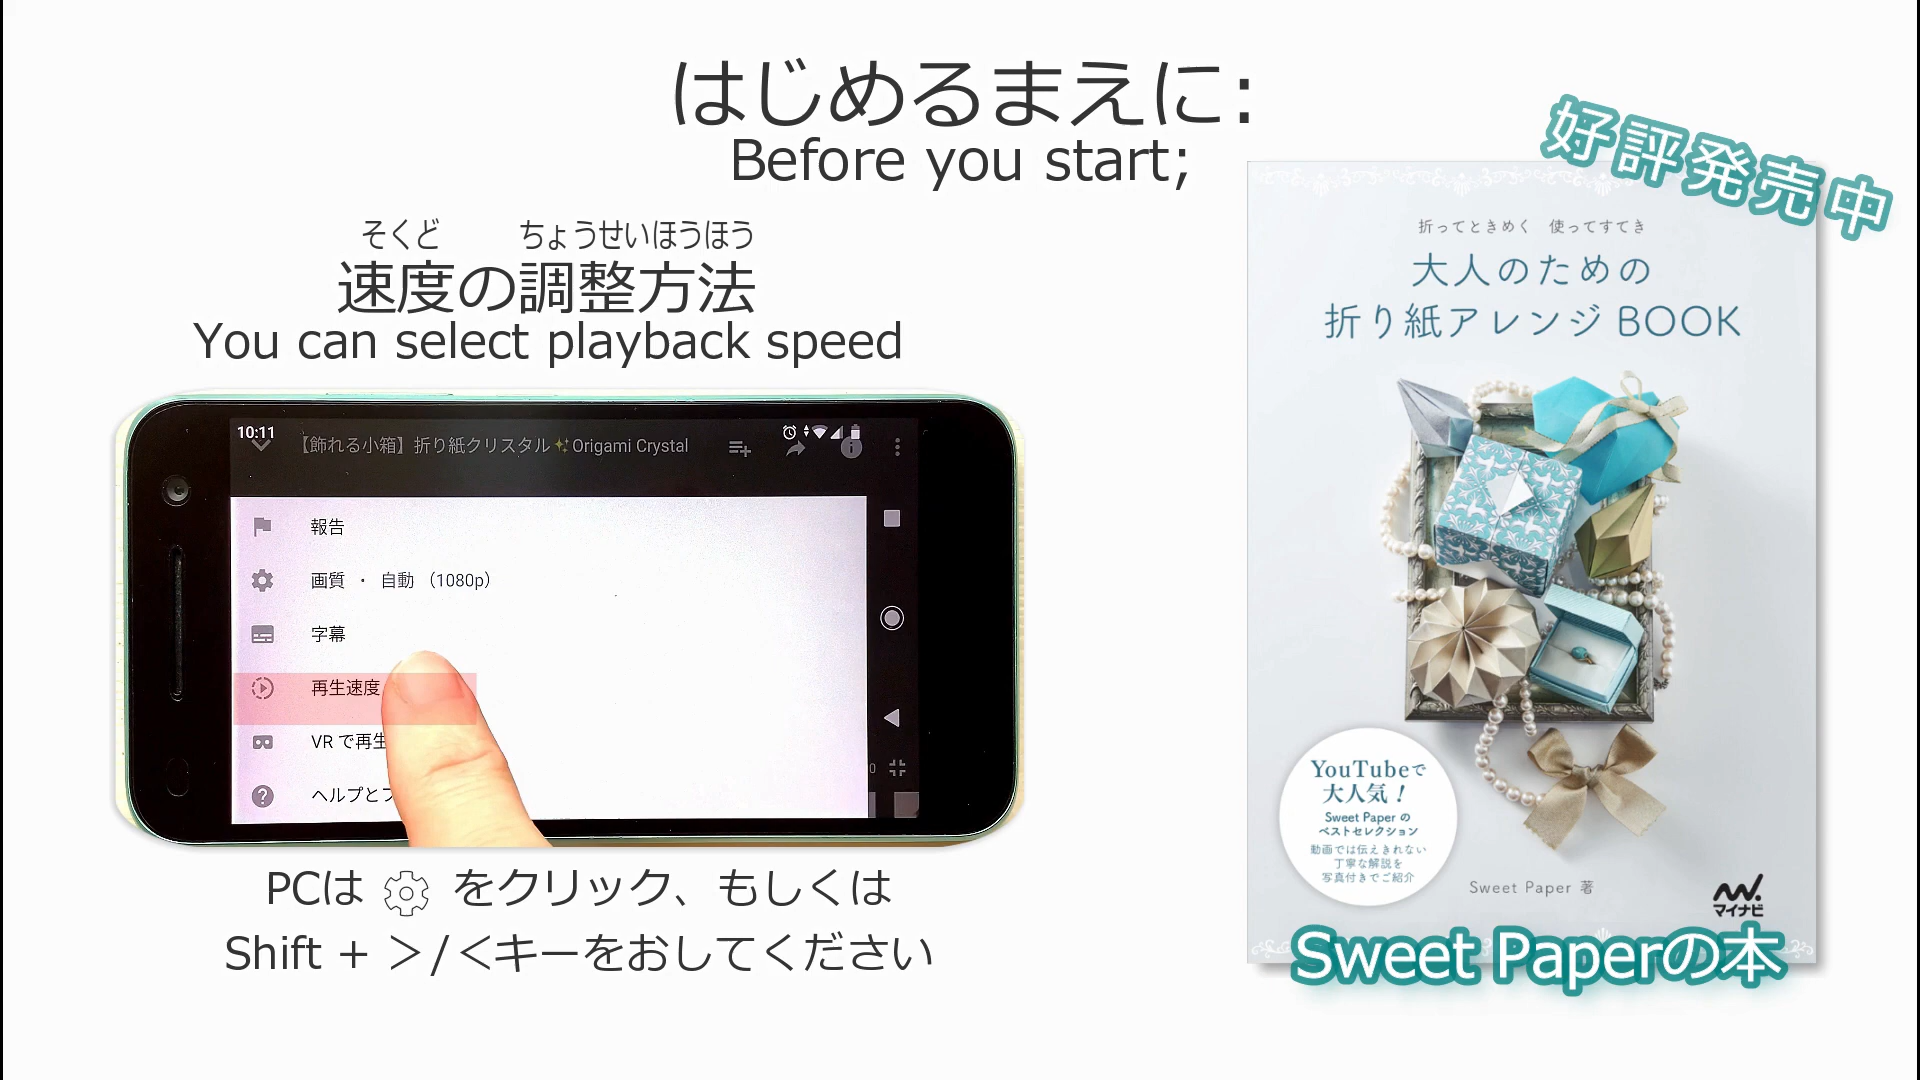 はじめるまえに:
Before you start;
そくど ちょうせいほうほう
速度の調整方法
You can select playback speed
10:11
【飾れる小箱】折り紙クリスタル✨Origami Crystal
報告
画質 ・ 自動 （1080p）
字幕
再生速度
VR で再生
ヘルプとフ
PCは をクリック、もしくは
Shift + ＞/＜キーをおしてください
好評発売中
折ってときめく 使ってすてき
大人のための
折り紙アレンジ BOOK
YouTubeで
大人気！
Sweet Paper の
ベストセレクション
動画では伝えきれない
丁寧な解説を
写真付きでご紹介
Sweet Paper 著
マイナビ
Sweet Paperの本